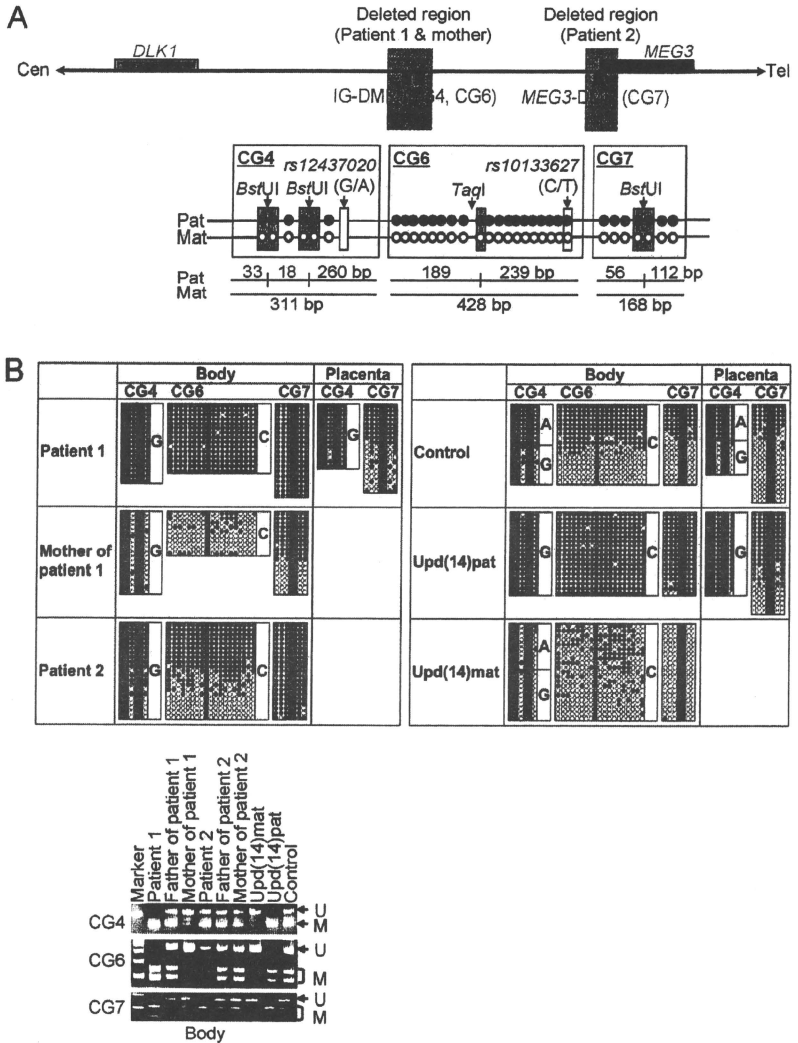 A
Deleted region
(Patient 1 & mother)
Deleted region
(Patient 2)
DLK1
MEG3
Cen
Tel
IG-DM 4, CG6)
MEG3-D (CG7)
CG4
rs12437020
BstUI BstUI (G/A)
CG6
rs10133627
TaqI (C/T)
CG7
BstUI
Pat
Mat
Pat 33 18 260 bp 189 239 bp 56 112 bp
Mat
311 bp 428 bp 168 bp
B
Body Placenta
CG4 CG6 CG7 CG4 CG7
Patient 1 G C G
Mother of
patient 1 G C
Patient 2 G C
Body Placenta
CG4 CG6 CG7 CG4 CG7
Control A G C A G
Upd(14)pat G C G
Upd(14)mat A G C
Marker
Patient 1
Father of patient 1
Mother of patient 1
Patient 2
Father of patient 2
Mother of patient 2
Upd(14)mat
Upd(14)pat
Control
CG4 U
M
CG6 U
M
CG7 U
M
Body